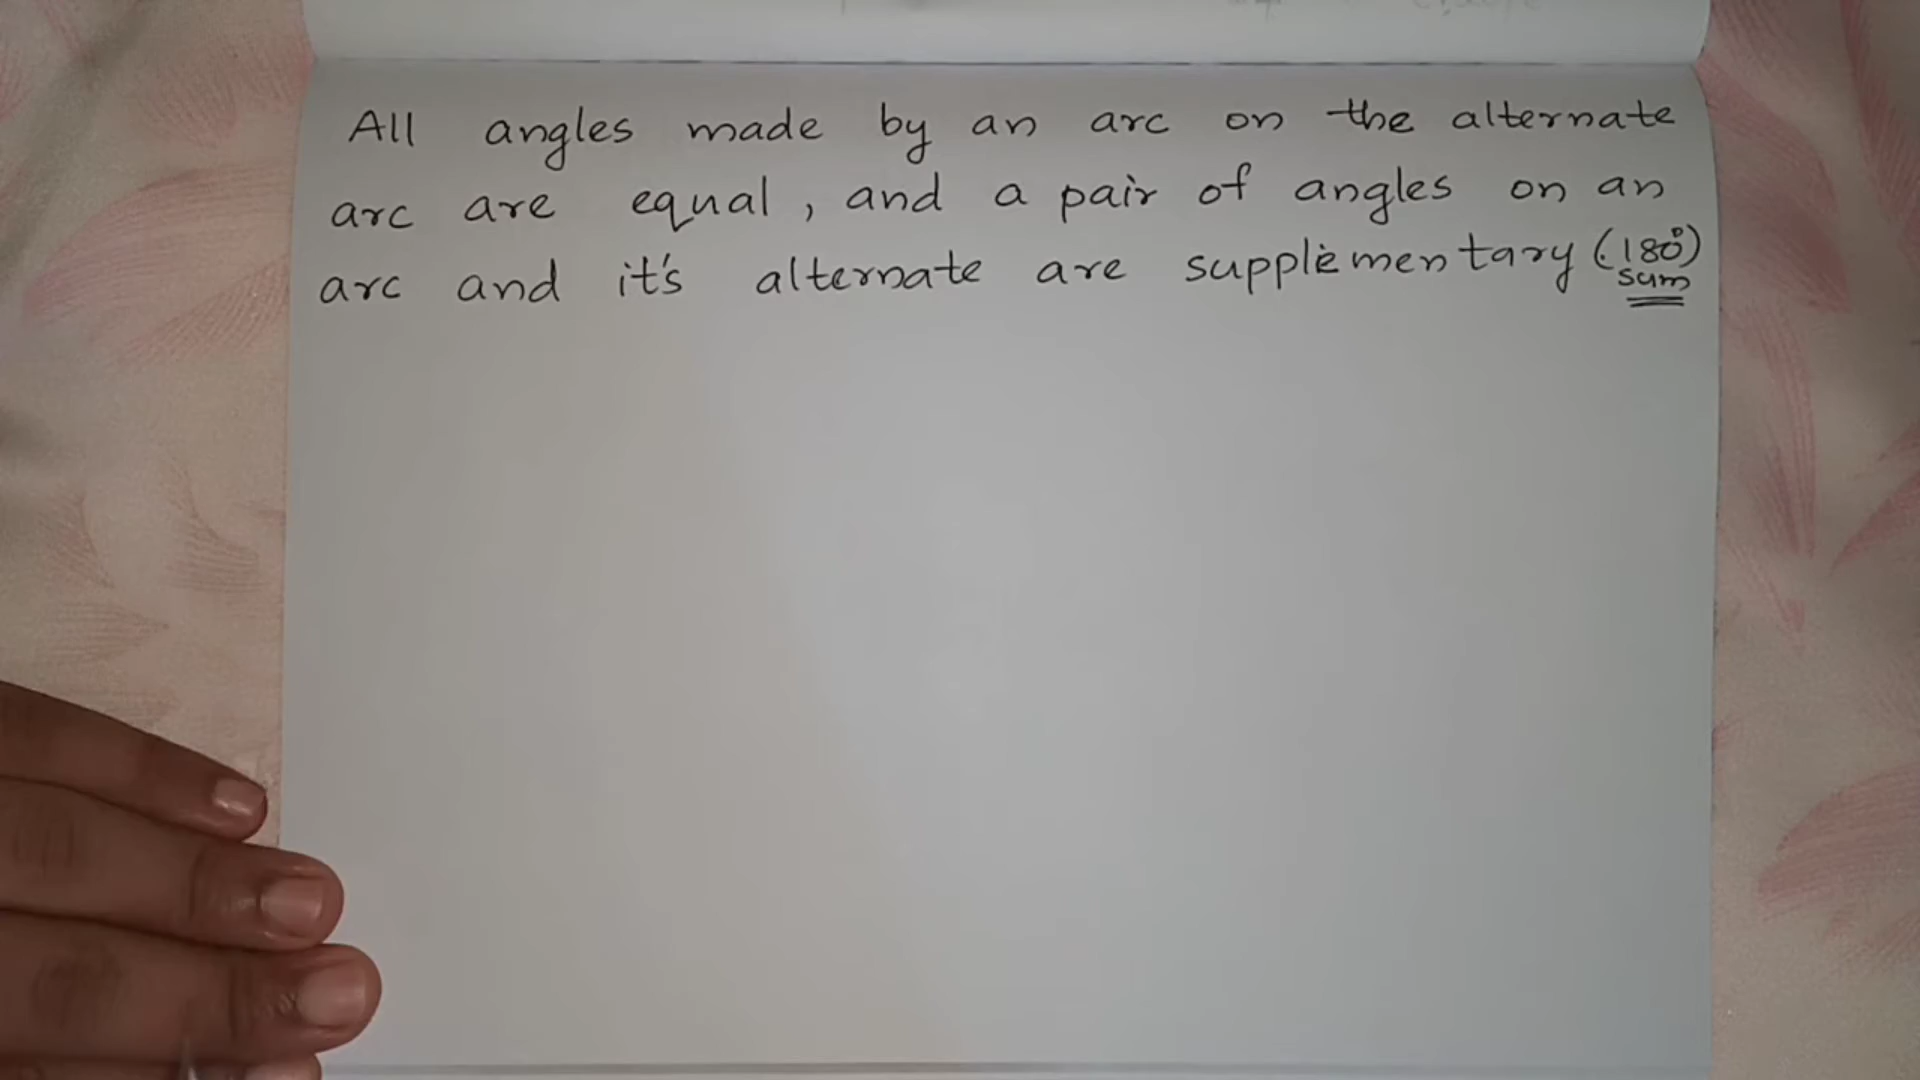 All angles made by an arc on the alternate
arc are equal, and a pair of angles on an
arc and it's alternate are supplementary (180°)
sum